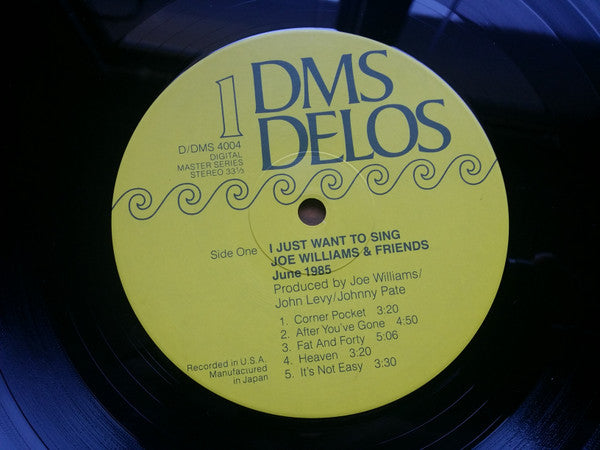 1
DMS
DELOS
D/DMS 4004
DIGITAL
MASTER SERIES
STEREO 33⅓
Side One
I JUST WANT TO SING
JOE WILLIAMS & FRIENDS
June 1985
Produced by Joe Williams/
John Levy/Johnny Pate
1. Corner Pocket 3:20
2. After You've Gone 4:50
3. Fat And Forty 5:06
4. Heaven 3:20
5. It's Not Easy 3:30
Recorded in U.S.A.
Manufactured
in Japan